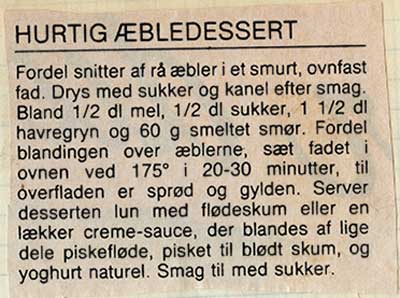 HURTIG ÆBLEDESSERT
Fordel snitter af rå æbler i et smurt, ovnfast
fad. Drys med sukker og kanel efter smag.
Bland 1/2 dl mel, 1/2 dl sukker, 1 1/2 dl
havregryn og 60 g smeltet smør. Fordel
blandingen over æblerne, sæt fadet i
ovnen ved 175° i 20-30 minutter, til
overfladen er sprød og gylden. Server
desserten lun med flødeskum eller en
lækker creme-sauce, der blandes af lige
dele piskefløde, pisket til blødt skum, og
yoghurt naturel. Smag til med sukker.